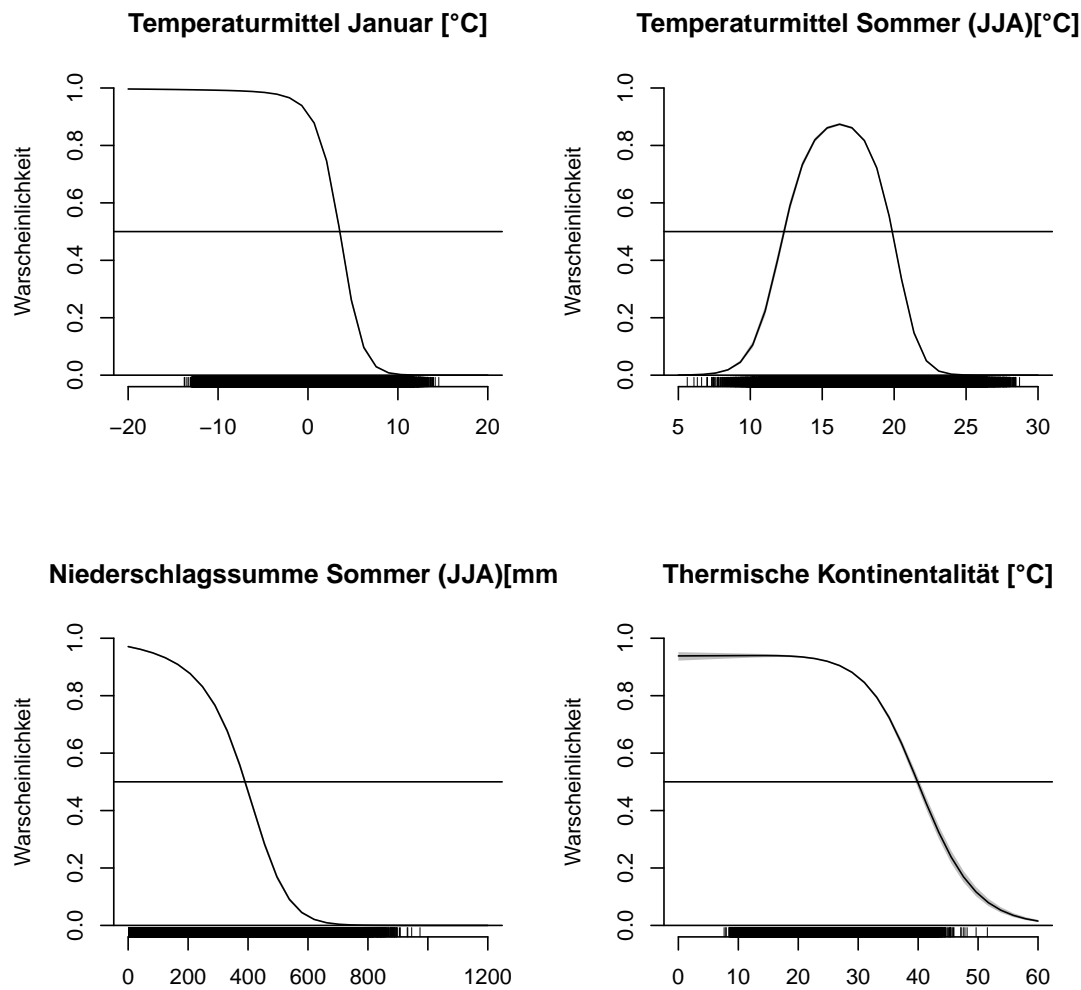 Temperaturmittel Januar [°C]
Warscheinlichkeit
0.0 0.2 0.4 0.6 0.8 1.0
−20 −10 0 10 20
Temperaturmittel Sommer (JJA)[°C]
Warscheinlichkeit
0.0 0.2 0.4 0.6 0.8 1.0
5 10 15 20 25 30
Niederschlagssumme Sommer (JJA)[mm
Warscheinlichkeit
0.0 0.2 0.4 0.6 0.8 1.0
0 200 400 600 800 1200
Thermische Kontinentalität [°C]
Warscheinlichkeit
0.0 0.2 0.4 0.6 0.8 1.0
0 10 20 30 40 50 60